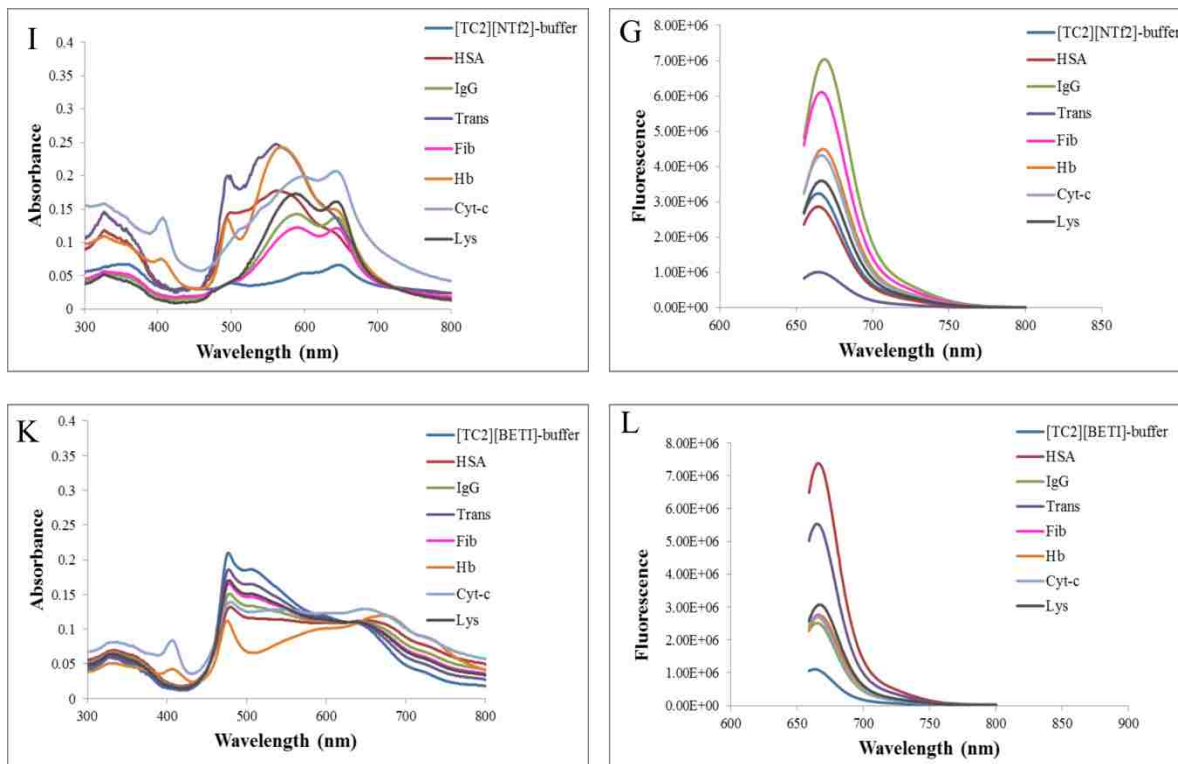 I
0.4
0.35
0.3
0.25
0.2
0.15
0.1
0.05
0
300 400 500 600 700 800
Absorbance
Wavelength (nm)
[TC2][NTf2]-buffer
HSA
IgG
Trans
Fib
Hb
Cyt-c
Lys
G
8.00E+06
7.00E+06
6.00E+06
5.00E+06
4.00E+06
3.00E+06
2.00E+06
1.00E+06
0.00E+00
600 650 700 750 800 850
Fluorescence
Wavelength (nm)
[TC2][NTf2]-buffer
HSA
IgG
Trans
Fib
Hb
Cyt-c
Lys
K
0.4
0.35
0.3
0.25
0.2
0.15
0.1
0.05
0
300 400 500 600 700 800
Absorbance
Wavelength (nm)
[TC2][BETI]-buffer
HSA
IgG
Trans
Fib
Hb
Cyt-c
Lys
L
8.00E+06
7.00E+06
6.00E+06
5.00E+06
4.00E+06
3.00E+06
2.00E+06
1.00E+06
0.00E+00
600 650 700 750 800 850 900
Fluorescence
Wavelength (nm)
[TC2][BETI]-buffer
HSA
IgG
Trans
Fib
Hb
Cyt-c
Lys